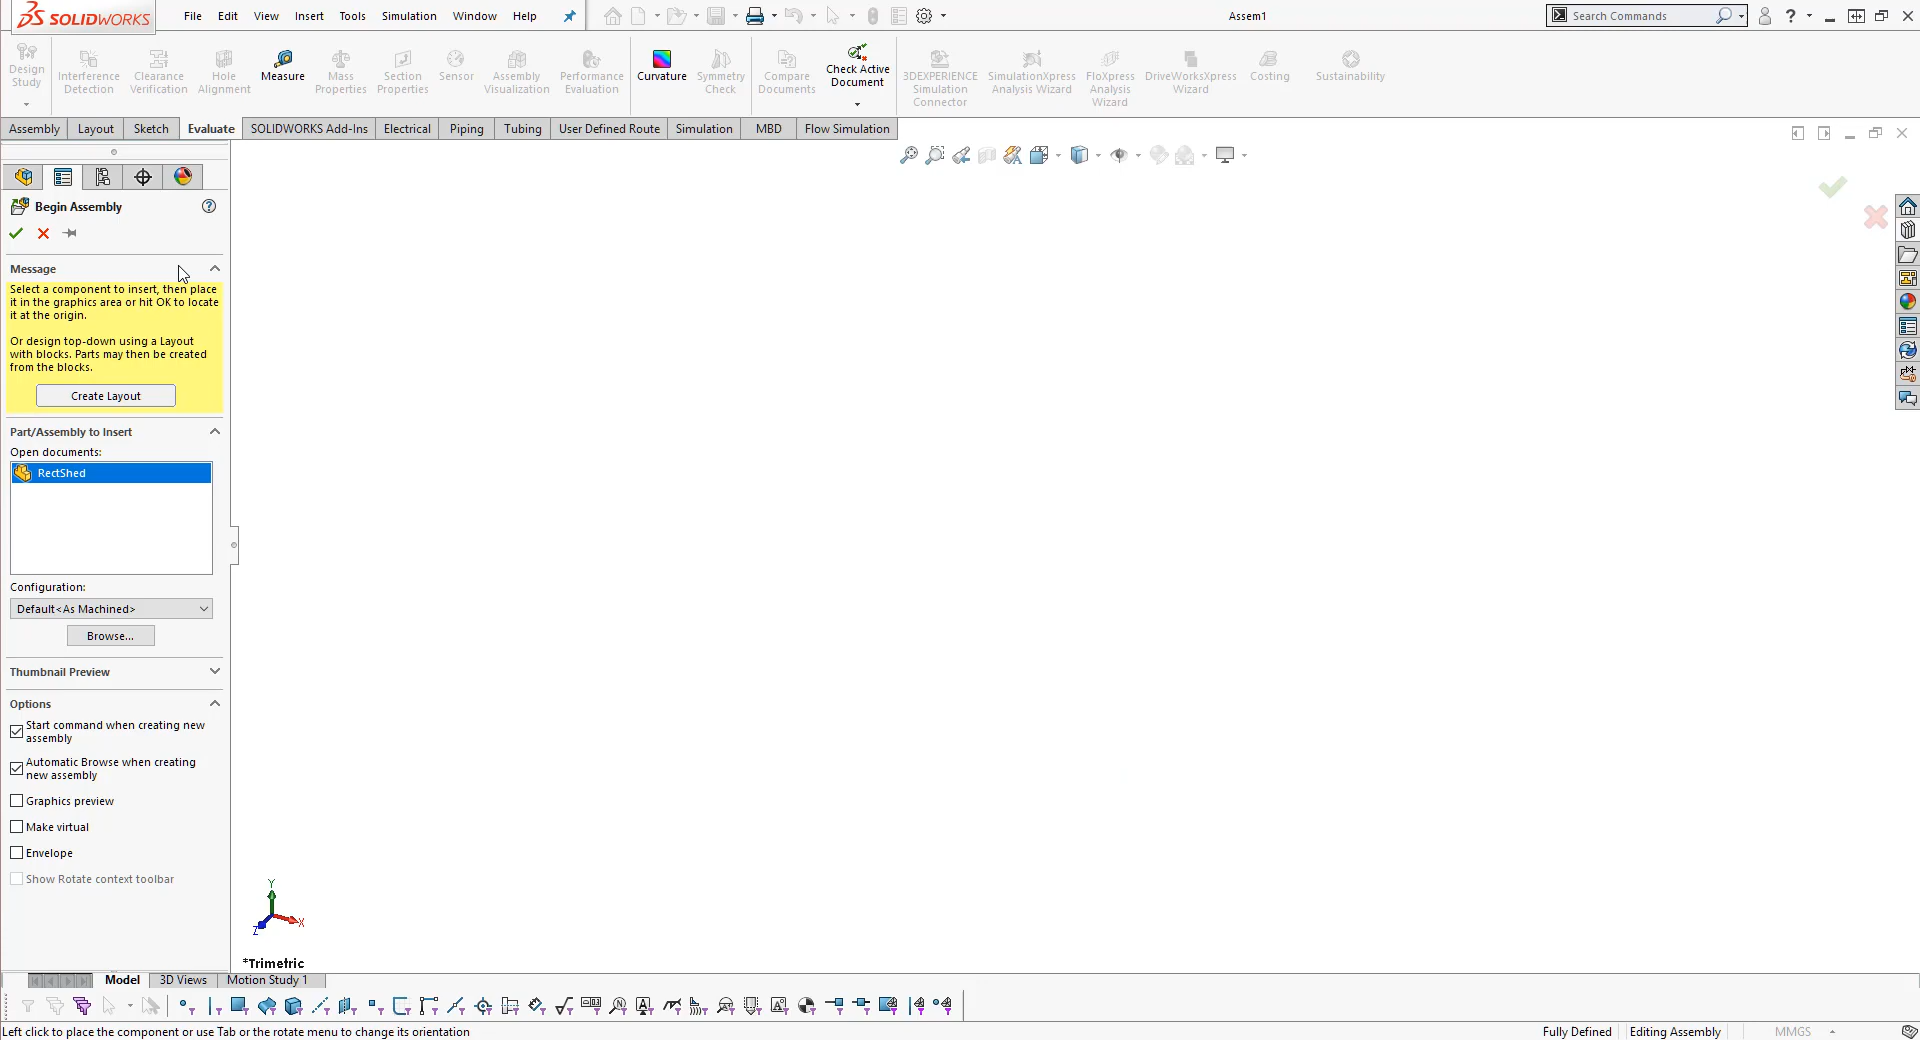 SOLIDWORKS
File Edit View Insert Tools Simulation Window Help
Assem1
Search Commands
Design Study
Interference Detection
Clearance Verification
Hole Alignment
Measure
Mass Properties
Section Properties
Sensor
Assembly Visualization
Performance Evaluation
Curvature
Symmetry Check
Compare Documents
Check Active Document
3DEXPERIENCE Simulation Connector
SimulationXpress Analysis Wizard
FloXpress Analysis Wizard
DriveWorksXpress Wizard
Costing
Sustainability
Assembly Layout Sketch Evaluate SOLIDWORKS Add-Ins Electrical Piping Tubing User Defined Route Simulation MBD Flow Simulation
Begin Assembly
Message
Select a component to insert, then place
it in the graphics area or hit OK to locate
it at the origin.
Or design top-down using a Layout
with blocks. Parts may then be created
from the blocks.
Create Layout
Part/Assembly to Insert
Open documents:
RectShed
Configuration:
Default<As Machined>
Browse...
Thumbnail Preview
Options
Start command when creating new
assembly
Automatic Browse when creating
new assembly
Graphics preview
Make virtual
Envelope
Show Rotate context toolbar
Y
X
Z
*Trimetric
Model 3D Views Motion Study 1
Left click to place the component or use Tab or the rotate menu to change its orientation
Fully Defined Editing Assembly MMGS